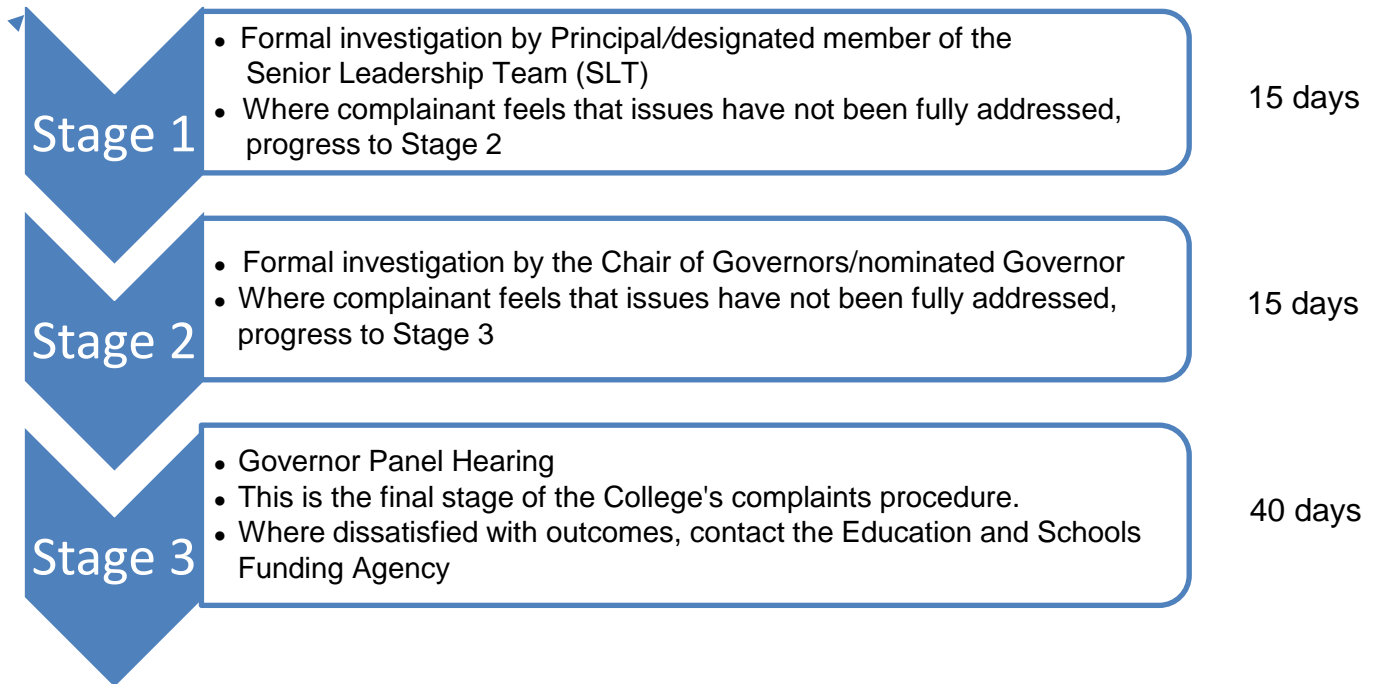 Stage 1
• Formal investigation by Principal/designated member of the
Senior Leadership Team (SLT)
• Where complainant feels that issues have not been fully addressed,
progress to Stage 2
15 days
Stage 2
• Formal investigation by the Chair of Governors/nominated Governor
• Where complainant feels that issues have not been fully addressed,
progress to Stage 3
15 days
Stage 3
• Governor Panel Hearing
• This is the final stage of the College's complaints procedure.
• Where dissatisfied with outcomes, contact the Education and Schools
Funding Agency
40 days